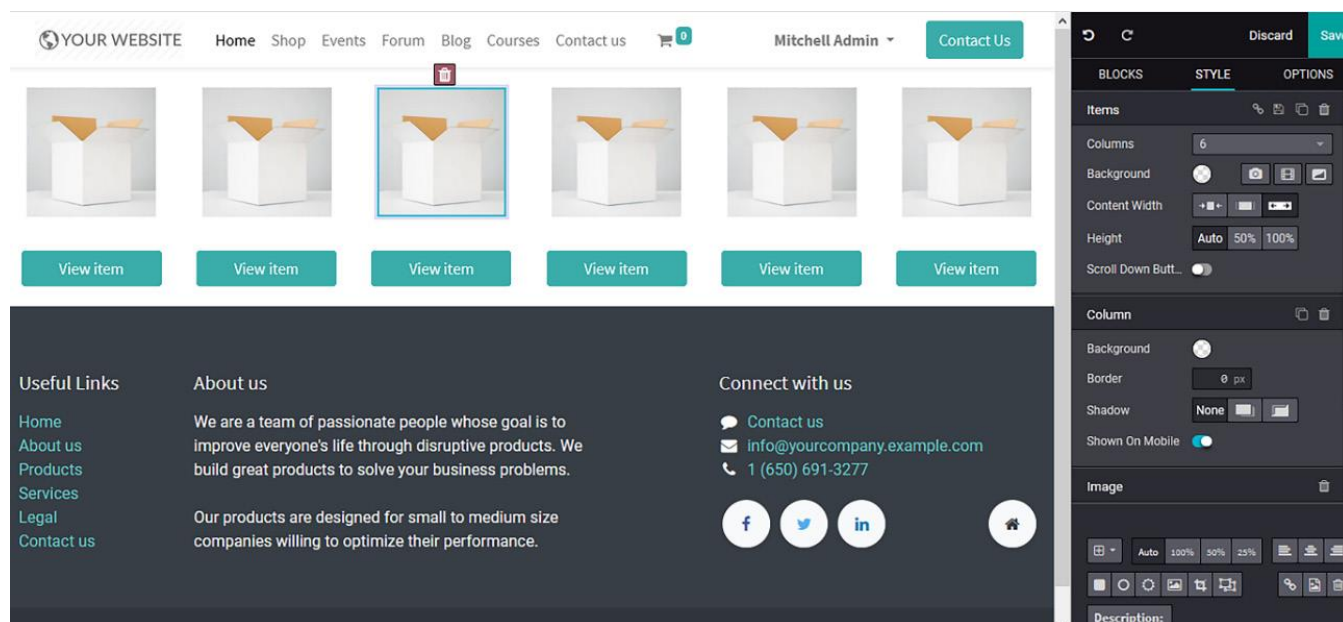 YOUR WEBSITE Home Shop Events Forum Blog Courses Contact us 0 Mitchell Admin Contact Us
View item View item View item View item View item View item
Useful Links
Home
About us
Products
Services
Legal
Contact us
About us
We are a team of passionate people whose goal is to
improve everyone's life through disruptive products. We
build great products to solve your business problems.
Our products are designed for small to medium size
companies willing to optimize their performance.
Connect with us
Contact us
info@yourcompany.example.com
1 (650) 691-3277
f in
Discard Save
BLOCKS STYLE OPTIONS
Items
Columns 6
Background
Content Width
Height Auto 50% 100%
Scroll Down Butt...
Column
Background
Border 0 px
Shadow None
Shown On Mobile
Image
Auto 100% 50% 25%
Description: